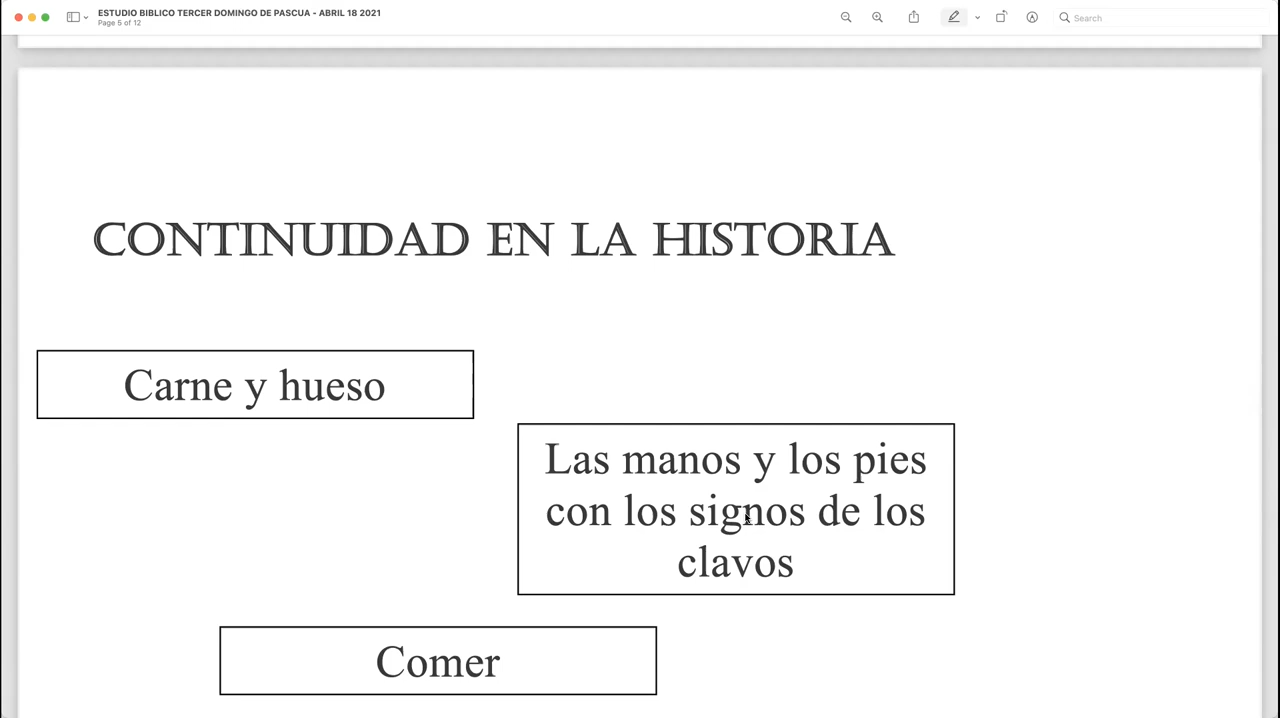 ESTUDIO BIBLICO TERCER DOMINGO DE PASCUA - ABRIL 18 2021
Page 5 of 12
Search
CONTINUIDAD EN LA HISTORIA
Carne y hueso
Las manos y los pies
con los signos de los
clavos
Comer